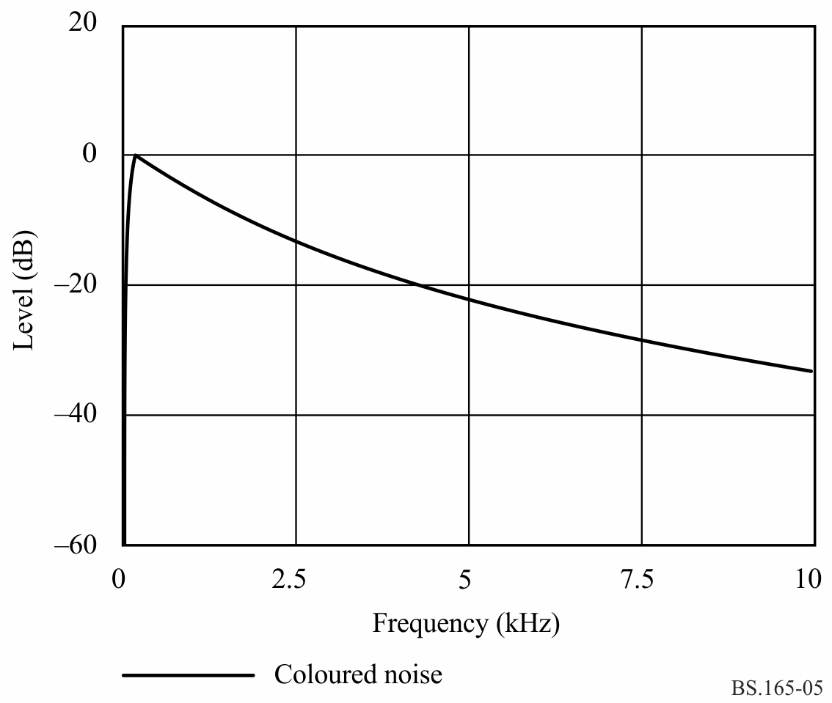 20
0
–20
–40
–60
Level (dB)
0 2.5 5 7.5 10
Frequency (kHz)
Coloured noise
BS.165-05